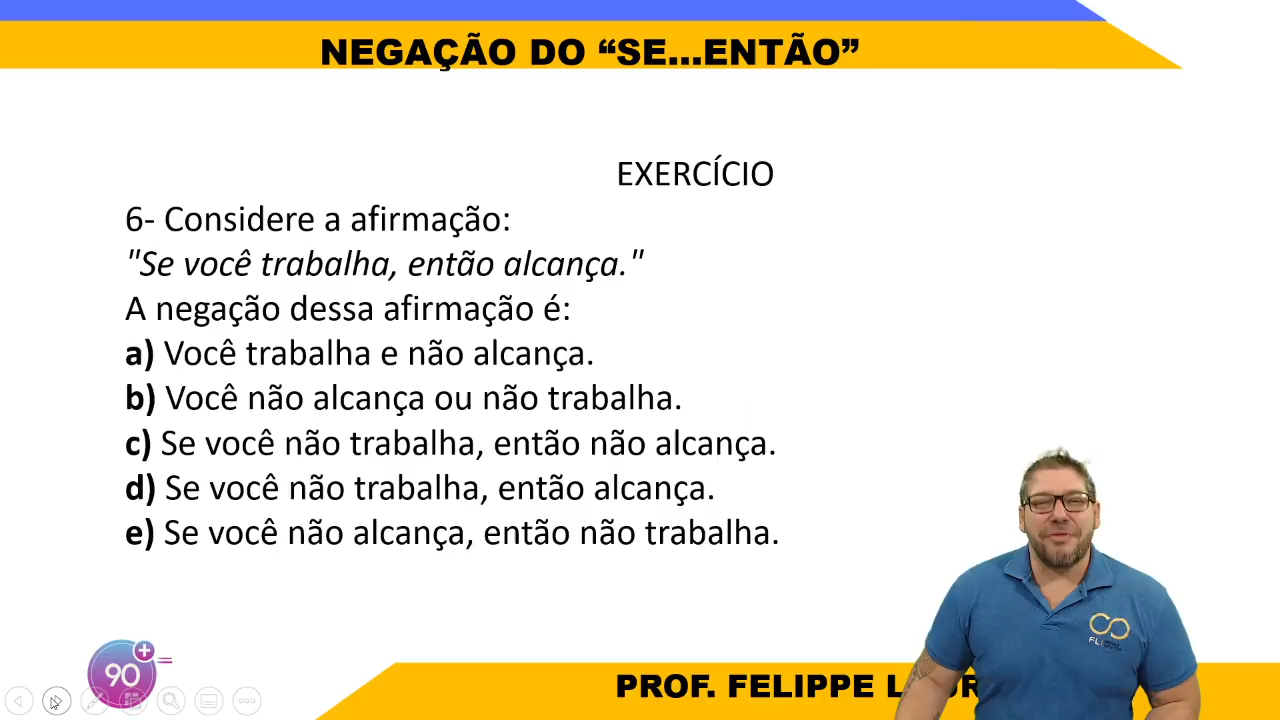 NEGAÇÃO DO “SE...ENTÃO”
EXERCÍCIO
6- Considere a afirmação:
"Se você trabalha, então alcança."
A negação dessa afirmação é:
a) Você trabalha e não alcança.
b) Você não alcança ou não trabalha.
c) Se você não trabalha, então não alcança.
d) Se você não trabalha, então alcança.
e) Se você não alcança, então não trabalha.
90+
PROF. FELIPPE